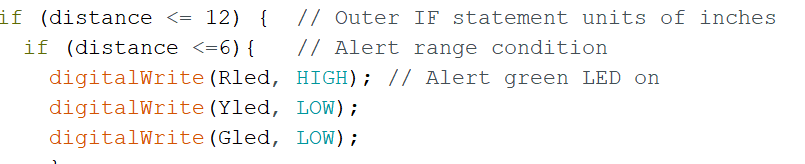 if (distance <= 12) {  // Outer IF statement units of inches
if (distance <=6){   // Alert range condition
digitalWrite(Rled, HIGH); // Alert green LED on
digitalWrite(Yled, LOW);
digitalWrite(Gled, LOW);